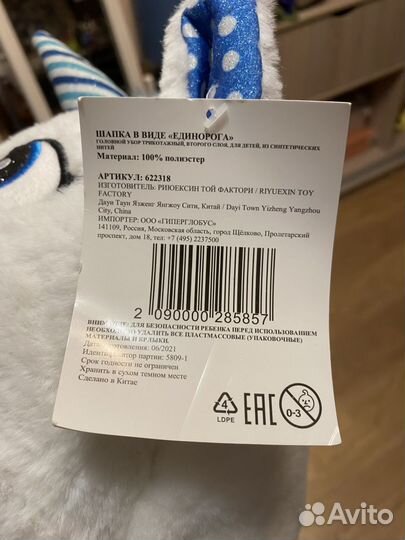 ШАПКА В ВИДЕ «ЕДИНОРОГА»
ГОЛОВНОЙ УБОР ТРИКОТАЖНЫЙ, ВТОРОГО СЛОЯ, ДЛЯ ДЕТЕЙ, ИЗ СИНТЕТИЧЕСКИХ
НИТЕЙ
Материал: 100% полиэстер
АРТИКУЛ: 622318
ИЗГОТОВИТЕЛЬ: РИЮЕКСИН ТОЙ ФАКТОРИ / RIYUEXIN TOY
FACTORY
Даун Таун Язженг Янгжоу Сити, Китай / Dayi Town Yizheng Yangzhou
City, China
ИМПОРТЕР: ООО «ГИПЕРГЛОБУС»
141109, Россия, Московская область, город Щёлково, Пролетарский
проспект, дом 18, тел: +7 (495) 2237500
2 090000 285857
ВНИМАНИЕ: ДЛЯ БЕЗОПАСНОСТИ РЕБЕНКА ПЕРЕД ИСПОЛЬЗОВАНИЕМ
НЕОБХОДИМО УДАЛИТЬ ВСЕ ПЛАСТМАССОВЫЕ (УПАКОВОЧНЫЕ)
МАТЕРИАЛЫ И ЯРЛЫКИ.
Дата изготовления: 06/2021
Идентификатор партии: 5809-1
Срок годности не ограничен
Хранить в сухом темном месте
Сделано в Китае
4
LDPE
EAC
0-3
Avito